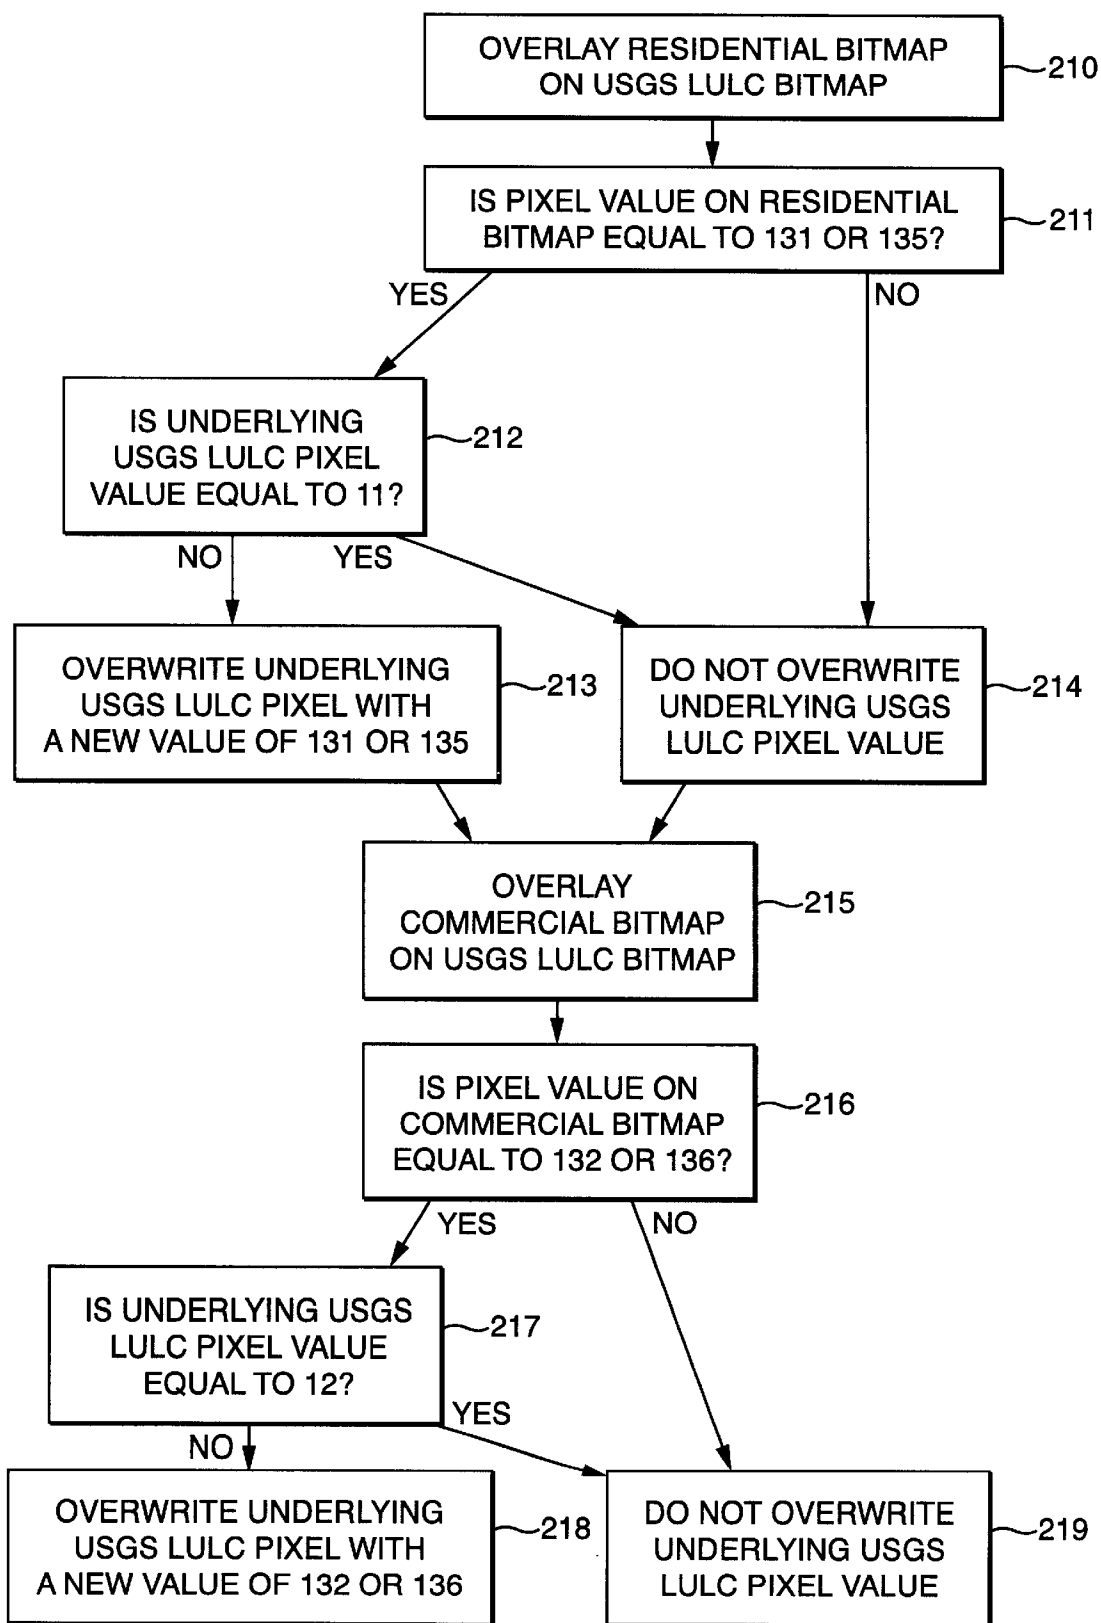 OVERLAY RESIDENTIAL BITMAP
ON USGS LULC BITMAP
210
IS PIXEL VALUE ON RESIDENTIAL
BITMAP EQUAL TO 131 OR 135?
211
YES
NO
IS UNDERLYING
USGS LULC PIXEL
VALUE EQUAL TO 11?
212
NO
YES
OVERWRITE UNDERLYING
USGS LULC PIXEL WITH
A NEW VALUE OF 131 OR 135
213
DO NOT OVERWRITE
UNDERLYING USGS
LULC PIXEL VALUE
214
OVERLAY
COMMERCIAL BITMAP
ON USGS LULC BITMAP
215
IS PIXEL VALUE ON
COMMERCIAL BITMAP
EQUAL TO 132 OR 136?
216
YES
NO
IS UNDERLYING USGS
LULC PIXEL VALUE
EQUAL TO 12?
217
NO
YES
OVERWRITE UNDERLYING
USGS LULC PIXEL WITH
A NEW VALUE OF 132 OR 136
218
DO NOT OVERWRITE
UNDERLYING USGS
LULC PIXEL VALUE
219